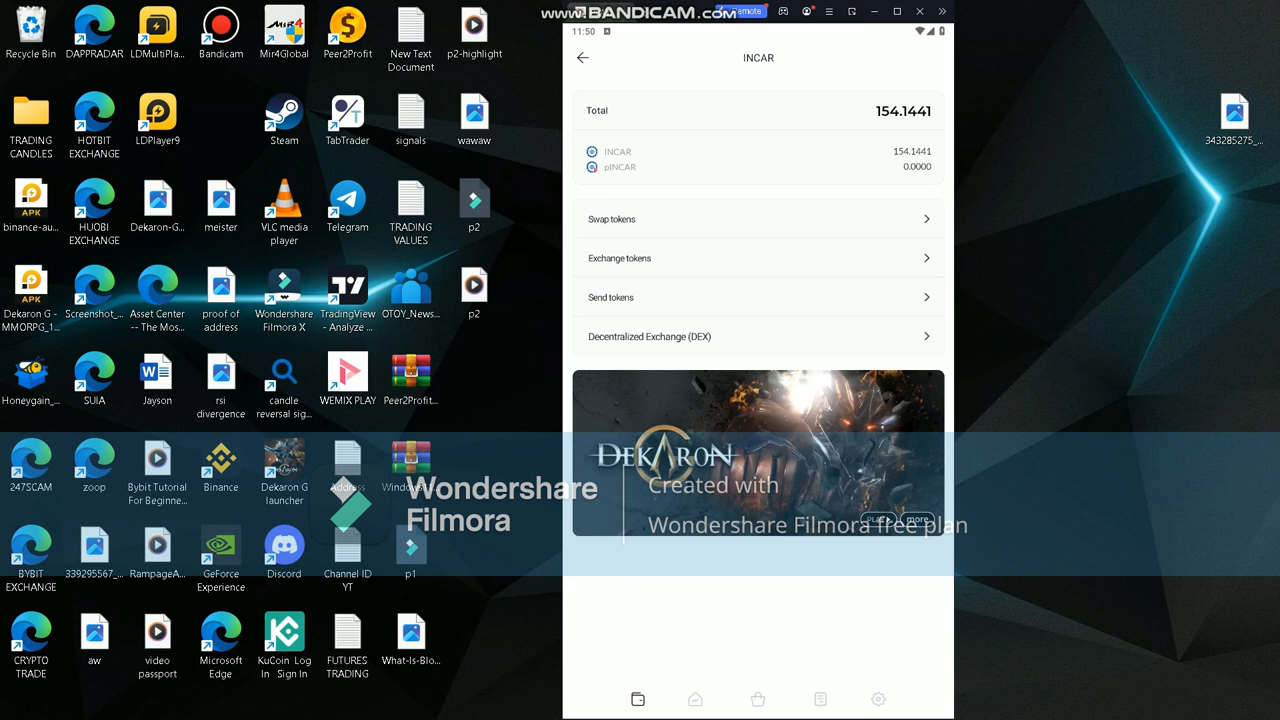 www.BANDICAM.com
Remote
Recycle Bin
DAPPRADAR
LDMultiPla...
Bandicam
Mir4Global
Peer2Profit
New Text
Document
p2-highlight
TRADING
CANDLES
HOTBIT
EXCHANGE
LDPlayer9
Steam
TabTrader
signals
wawaw
binance-au...
HUOBI
EXCHANGE
Dekaron-G...
meister
VLC media
player
Telegram
TRADING
VALUES
p2
Dekaron G -
MMORPG_1...
Screenshot_...
Asset Center
-- The Mos...
proof of
address
Wondershare
Filmora X
TradingView
- Analyze ...
OTOY_News...
p2
Honeygain_...
SUIA
Jayson
rsi
divergence
candle
reversal sig...
WEMIX PLAY
Peer2Profit...
247SCAM
zoop
Bybit Tutorial
For Beginne...
Binance
Dekaron G
launcher
Address
BYBIT
EXCHANGE
339295567_...
RampageA...
GeForce
Experience
Discord
Channel ID
YT
p1
CRYPTO
TRADE
aw
video
passport
Microsoft
Edge
KuCoin Log
In Sign In
FUTURES
TRADING
What-Is-Blo...
343285275_...
11:50
INCAR
Total 154.1441
INCAR 154.1441
pINCAR 0.0000
Swap tokens
Exchange tokens
Send tokens
Decentralized Exchange (DEX)
DEKARON
PLAY
more
Wondershare
Filmora
Created with
Wondershare Filmora free plan